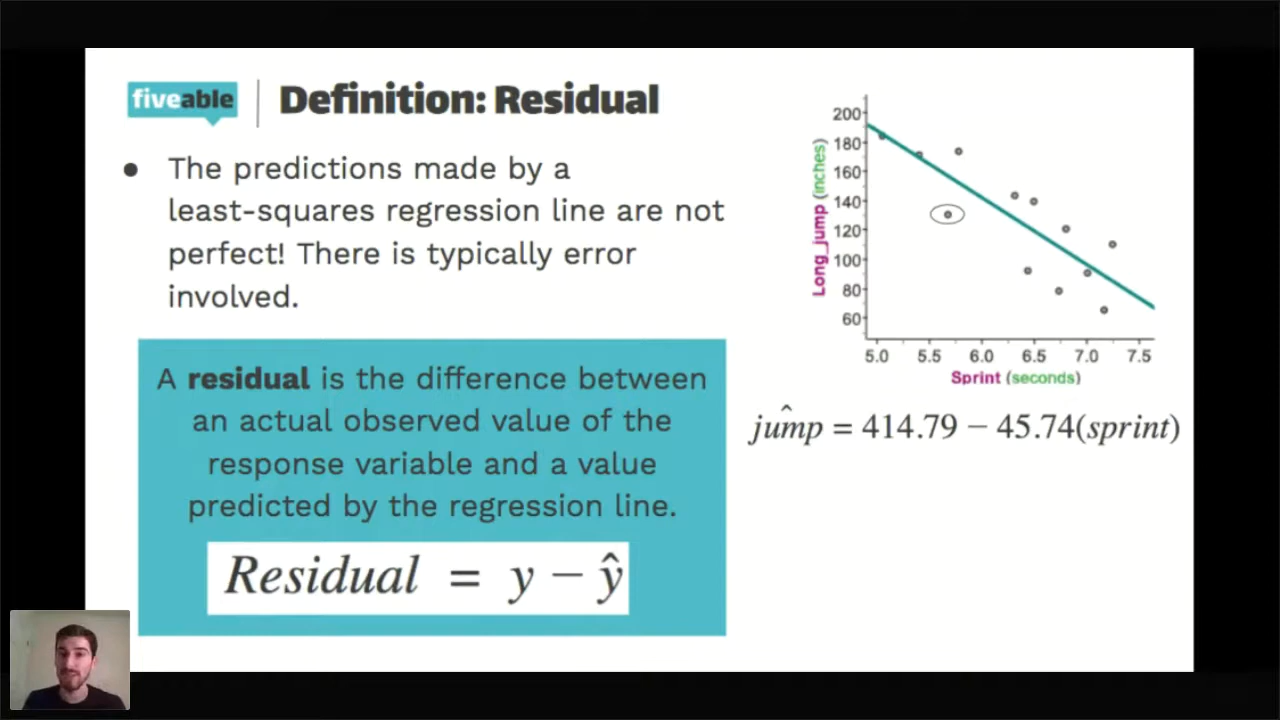 fiveable
Definition: Residual
● The predictions made by a
least-squares regression line are not
perfect! There is typically error
involved.
A residual is the difference between
an actual observed value of the
response variable and a value
predicted by the regression line.
Residual = y − ŷ
200
180
160
140
120
100
80
60
Long_jump (inches)
5.0 5.5 6.0 6.5 7.0 7.5
Sprint (seconds)
jum̂p = 414.79 − 45.74(sprint)